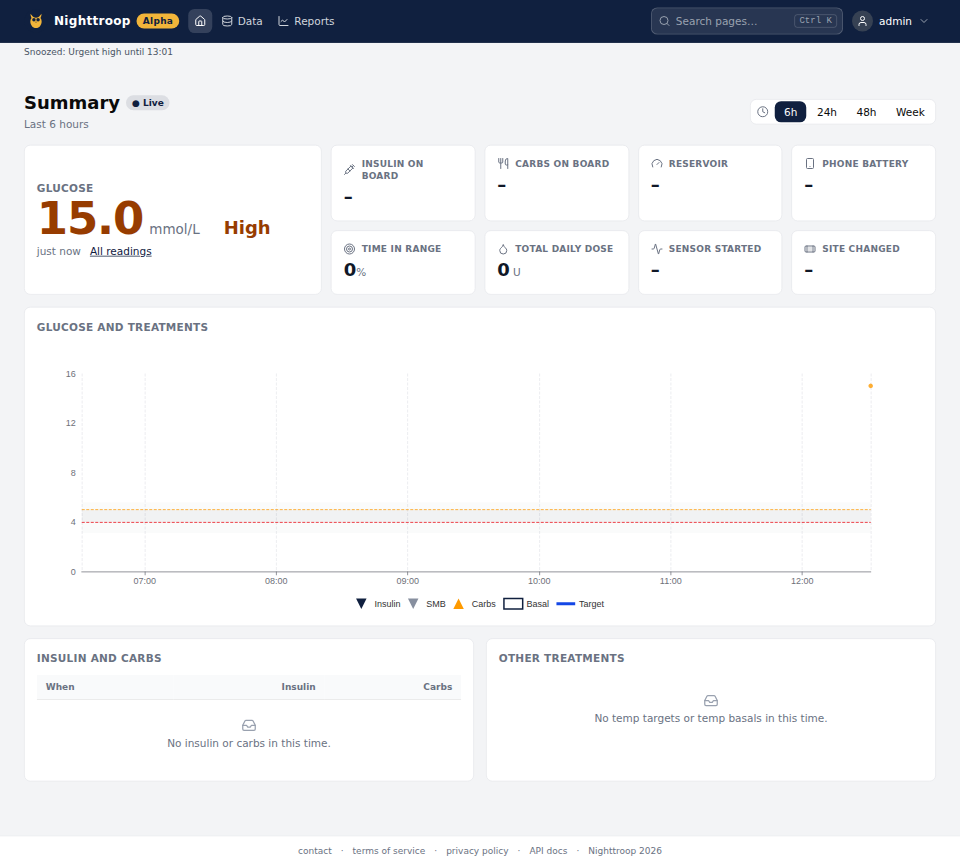 Nighttroop Alpha Data Reports Search pages... Ctrl K admin
Snoozed: Urgent high until 13:01
Summary Live
Last 6 hours
6h 24h 48h Week
GLUCOSE
15.0 mmol/L High
just now All readings
INSULIN ON
BOARD
–
CARBS ON BOARD
–
RESERVOIR
–
PHONE BATTERY
–
TIME IN RANGE
0%
TOTAL DAILY DOSE
0 U
SENSOR STARTED
–
SITE CHANGED
–
GLUCOSE AND TREATMENTS
16
12
8
4
0
07:00 08:00 09:00 10:00 11:00 12:00
Insulin SMB Carbs Basal Target
INSULIN AND CARBS
When Insulin Carbs
No insulin or carbs in this time.
OTHER TREATMENTS
No temp targets or temp basals in this time.
contact · terms of service · privacy policy · API docs · Nighttroop 2026